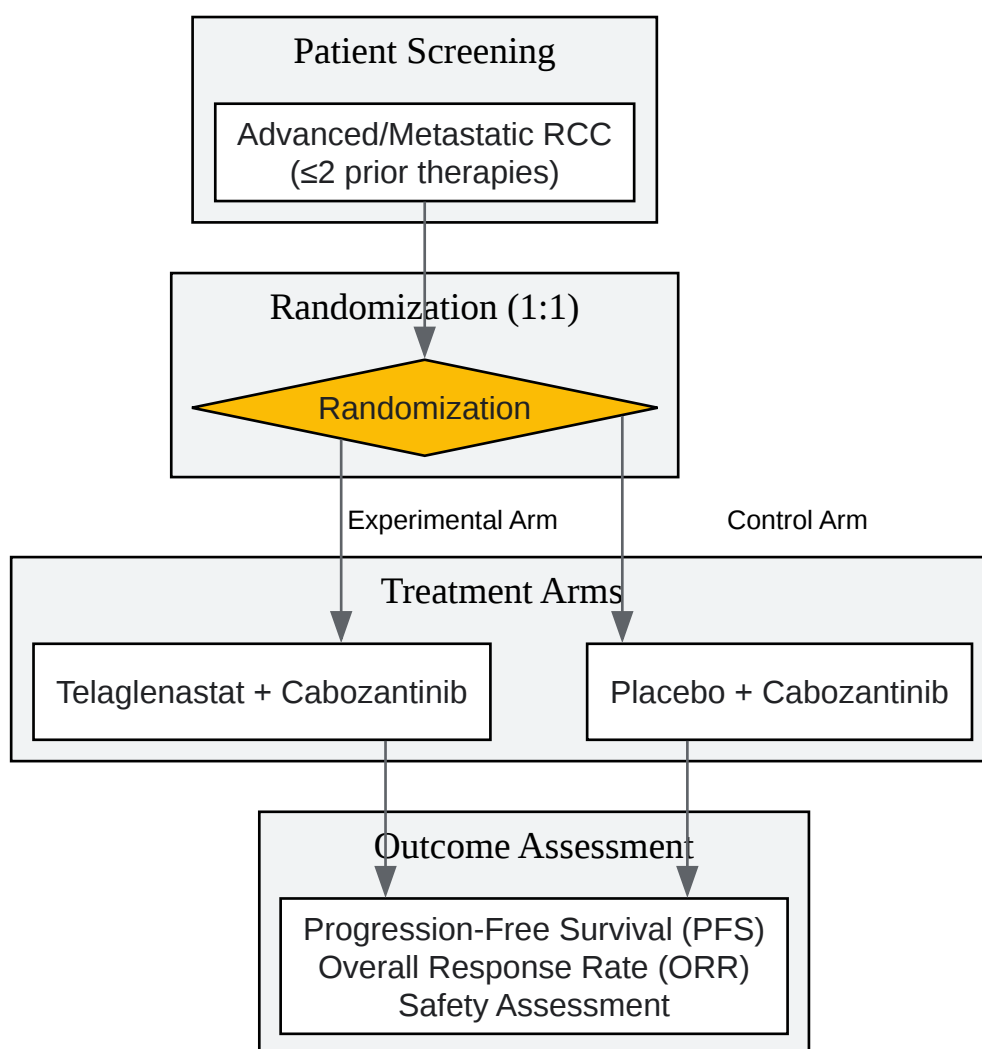 Patient Screening
Advanced/Metastatic RCC
(≤2 prior therapies)
Randomization (1:1)
Randomization
Experimental Arm
Control Arm
Treatment Arms
Telaglenastat + Cabozantinib
Placebo + Cabozantinib
Outcome Assessment
Progression-Free Survival (PFS)
Overall Response Rate (ORR)
Safety Assessment